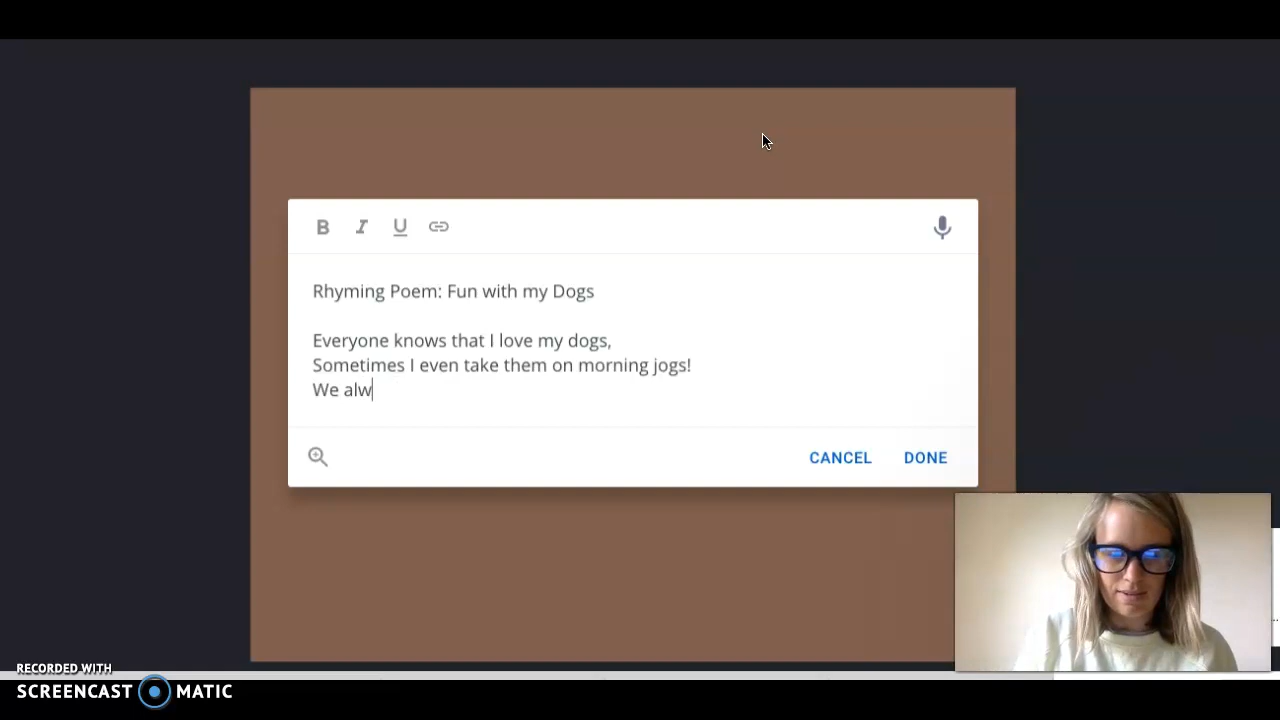 B I U
Rhyming Poem: Fun with my Dogs
Everyone knows that I love my dogs,
Sometimes I even take them on morning jogs!
We alw
CANCEL DONE
RECORDED WITH
SCREENCAST MATIC